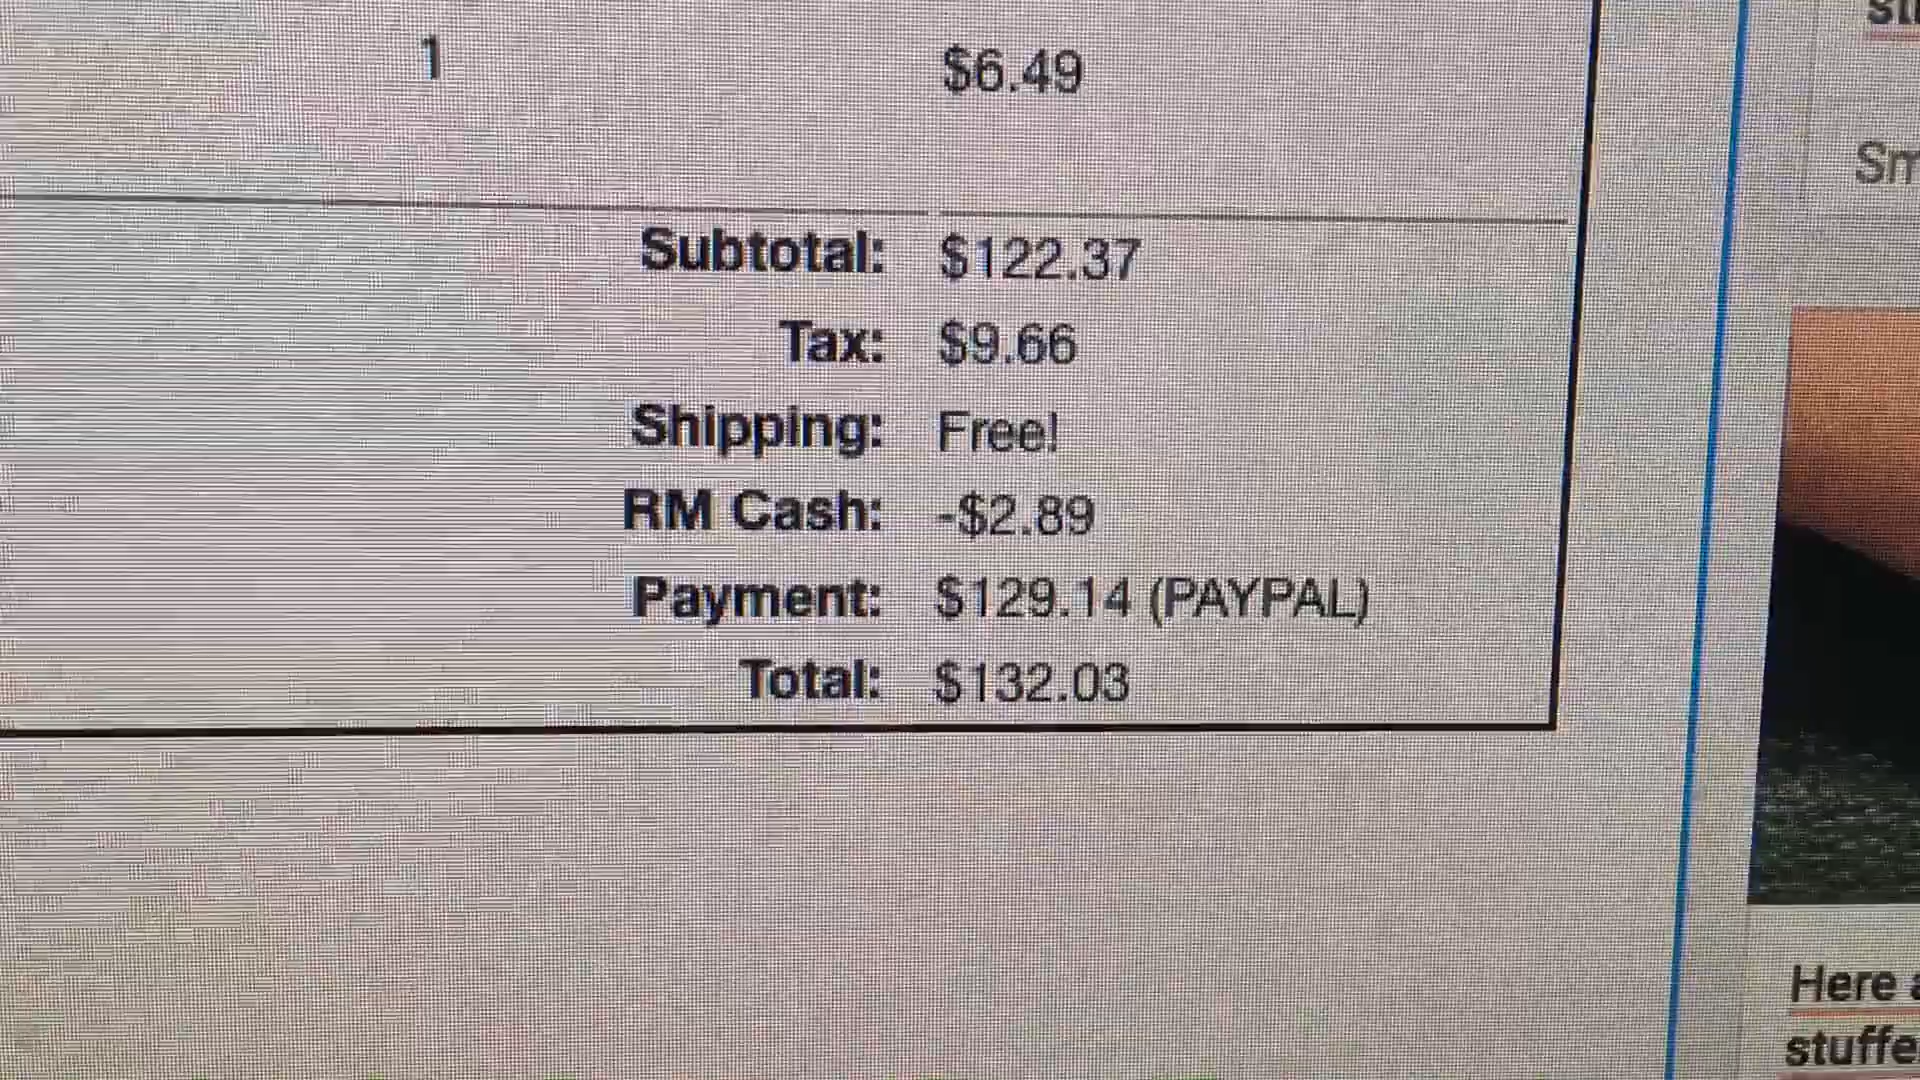 1 $6.49
Subtotal: $122.37
Tax: $9.66
Shipping: Free!
RM Cash: -$2.89
Payment: $129.14 (PAYPAL)
Total: $132.03
Here